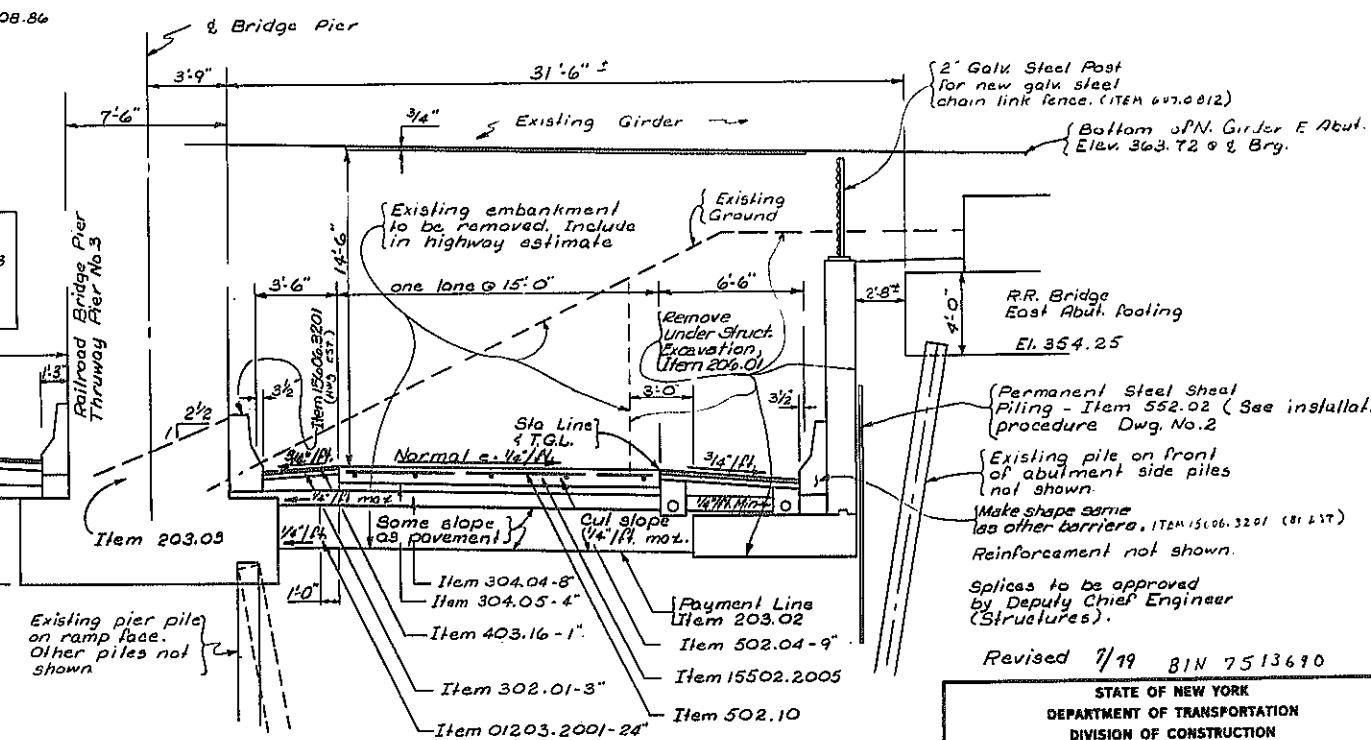 08.86
℄ Bridge Pier
3'-9"
31'-6" ±
7'-6"
3/4"
Existing Girder
2" Galv. Steel Post
for new galv. steel
chain link fence. (ITEM 607.0812)
Bottom of N. Girder E Abut.
Elev. 363.72 @ ℄ Brg.
Railroad Bridge Pier
Thruway Pier No.3
Existing embankment
to be removed. Include
in highway estimate
Existing
Ground
14'-6"
3'-6"
one lane @ 15'-0"
6'-6"
2'-8"±
4'-0"
R.R. Bridge
East Abut. footing
El. 354.25
Remove
under Struct.
Excavation,
Item 206.01
1'-3"
3 1/2"
Item 15606.3201
(HWY EST.)
3'-0"
3 1/2"
2 1/2
1
Sta Line
& T.G.L.
Permanent Steel Sheet
Piling - Item 552.02 (See installat
procedure Dwg. No.2
3/4"/ft.
Normal e - 1/4"/ft.
3/4"/ft.
Existing pile on front
of abutment side piles
not shown.
1/4"/ft. max
1/4"/ft. Min
Make shape same
as other barriers. ITEM 15606.3201 (BR EST)
Reinforcement not shown.
1/4"/ft.
Same slope
as pavement
Cut slope
(1/4"/ft. max.
Item 203.03
Splices to be approved
by Deputy Chief Engineer
(Structures).
1'-0"
Item 304.04-8"
Item 304.05-4"
Payment Line
Item 203.02
Existing pier pile
on ramp face.
Other piles not
shown
Item 403.16-1"
Item 502.04-9"
Item 302.01-3"
Item 15502.2005
Item 01203.2001-24"
Item 502.10
Revised 7/79 BIN 7513690
STATE OF NEW YORK
DEPARTMENT OF TRANSPORTATION
DIVISION OF CONSTRUCTION